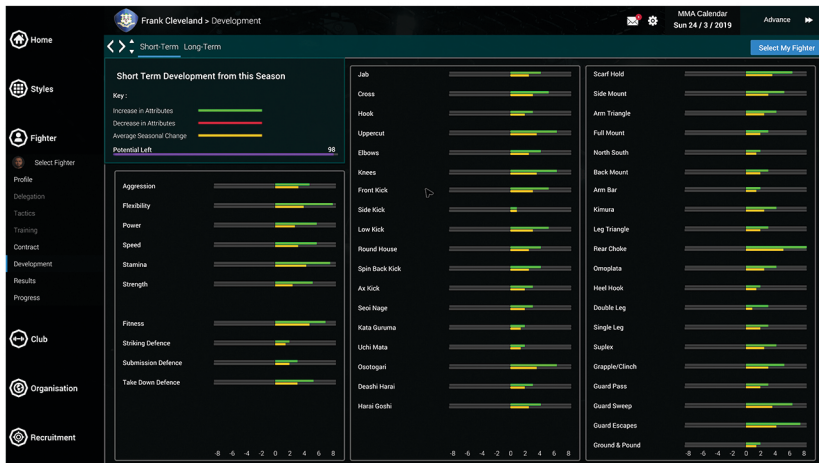 Frank Cleveland > Development
MMA Calendar
Sun 24 / 3 / 2019
Advance
Home
Short-Term Long-Term
Select My Fighter
Styles
Fighter
Select Fighter
Profile
Delegation
Tactics
Training
Contract
Development
Results
Progress
Club
Organisation
Recruitment
Short Term Development from this Season
Key :
Increase in Attributes
Decrease in Attributes
Average Seasonal Change
Potential Left 98
Aggression
Flexibility
Power
Speed
Stamina
Strength
Fitness
Striking Defence
Submission Defence
Take Down Defence
-8 -6 -4 -2 0 2 4 6 8
Jab
Cross
Hook
Uppercut
Elbows
Knees
Front Kick
Side Kick
Low Kick
Round House
Spin Back Kick
Ax Kick
Seoi Nage
Kata Guruma
Uchi Mata
Osotogari
Deashi Harai
Harai Goshi
-8 -6 -4 -2 0 2 4 6 8
Scarf Hold
Side Mount
Arm Triangle
Full Mount
North South
Back Mount
Arm Bar
Kimura
Leg Triangle
Rear Choke
Omoplata
Heel Hook
Double Leg
Single Leg
Suplex
Grapple/Clinch
Guard Pass
Guard Sweep
Guard Escapes
Ground & Pound
-8 -6 -4 -2 0 2 4 6 8